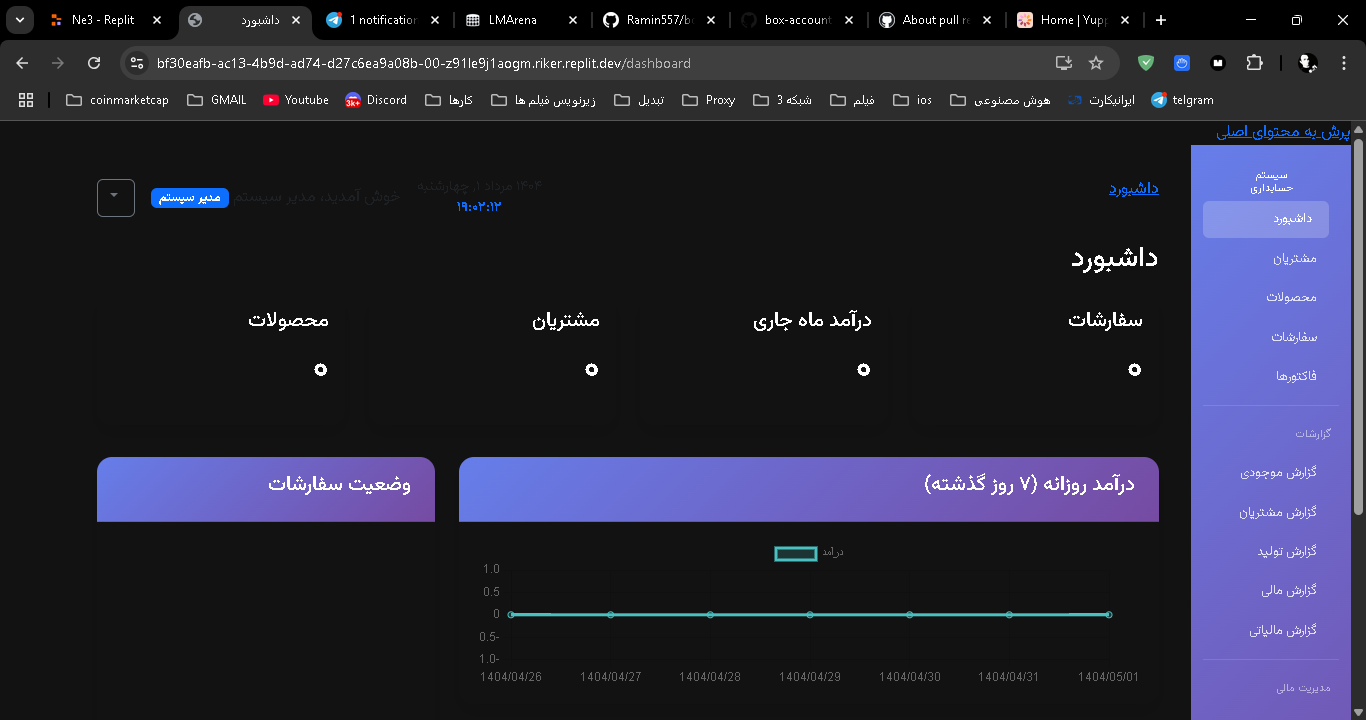 Ne3 - Replit
داشبورد
1 notification
LMArena
Ramin557/bo
box-account
About pull re
Home | Yupp
bf30eafb-ac13-4b9d-ad74-d27c6ea9a08b-00-z91le9j1aogm.riker.replit.dev/dashboard
coinmarketcap
GMAIL
Youtube
Discord
کارها
زیرنویس فیلم ها
تبدیل
Proxy
شبکه 3
فیلم
ios
هوش مصنوعی
ایرانیکارت
telgram
پرش به محتوای اصلی
سیستم
حسابداری
داشبورد
مشتریان
محصولات
سفارشات
فاکتورها
گزارشات
گزارش موجودی
گزارش مشتریان
گزارش تولید
گزارش مالی
گزارش مالیاتی
مدیریت مالی
داشبورد
۱۴۰۴ مرداد ۱, چهارشنبه
۱۹:۰۲:۱۲
خوش آمدید، مدیر سیستم
مدیر سیستم
داشبورد
سفارشات
۰
درآمد ماه جاری
۰
مشتریان
۰
محصولات
۰
درآمد روزانه (۷ روز گذشته)
درآمد
1.0
0.5
0
0.5-
1.0-
1404/04/26 1404/04/27 1404/04/28 1404/04/29 1404/04/30 1404/04/31 1404/05/01
وضعیت سفارشات